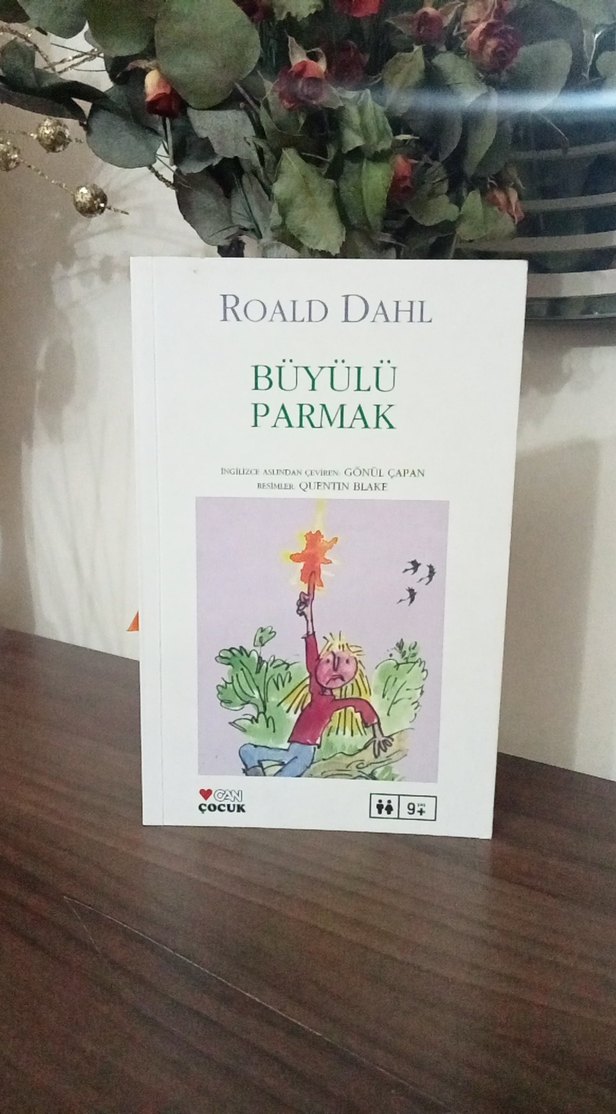 ROALD DAHL
BÜYÜLÜ
PARMAK
İNGİLİZCE ASLINDAN ÇEVİREN: GÖNÜL ÇAPAN
RESİMLER: QUENTIN BLAKE
CAN
ÇOCUK
9+ YAŞ